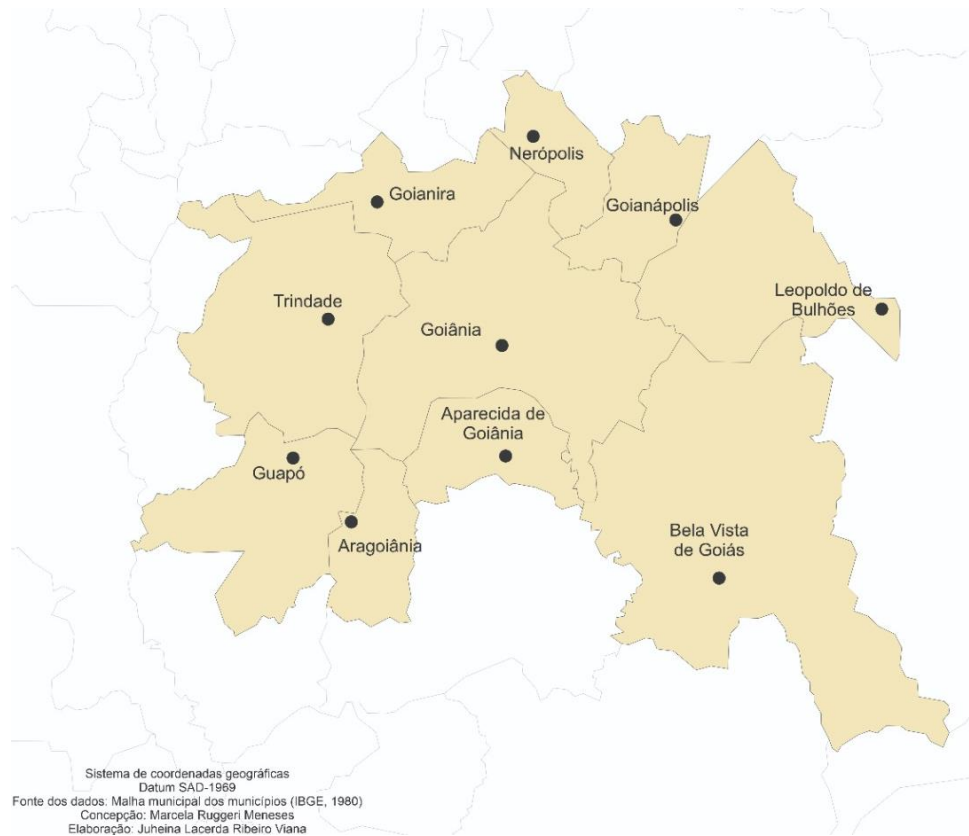 Nerópolis
Goianira
Goianápolis
Leopoldo de
Bulhões
Trindade
Goiânia
Aparecida de
Goiânia
Guapó
Aragoiânia
Bela Vista
de Goiás
Sistema de coordenadas geográficas
Datum SAD-1969
Fonte dos dados: Malha municipal dos municípios (IBGE, 1980)
Concepção: Marcela Ruggeri Meneses
Elaboração: Juheina Lacerda Ribeiro Viana